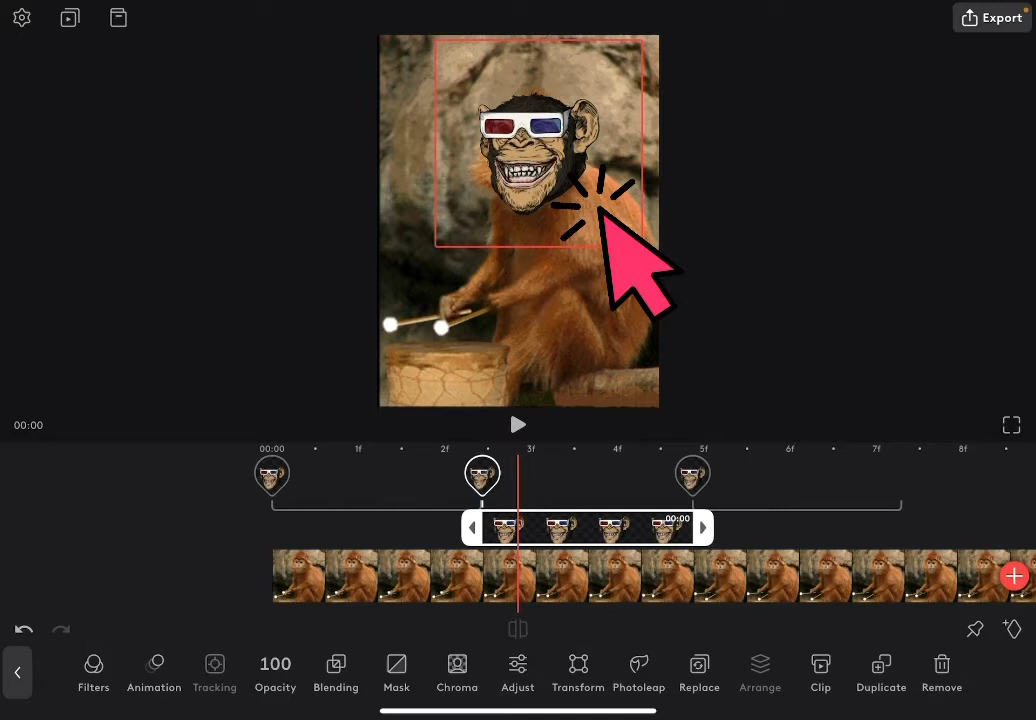 Export
00:00
00:00 1f 2f 3f 4f 5f 6f 7f 8f
00:00
100
Filters Animation Tracking Opacity Blending Mask Chroma Adjust Transform Photoleap Replace Arrange Clip Duplicate Remove